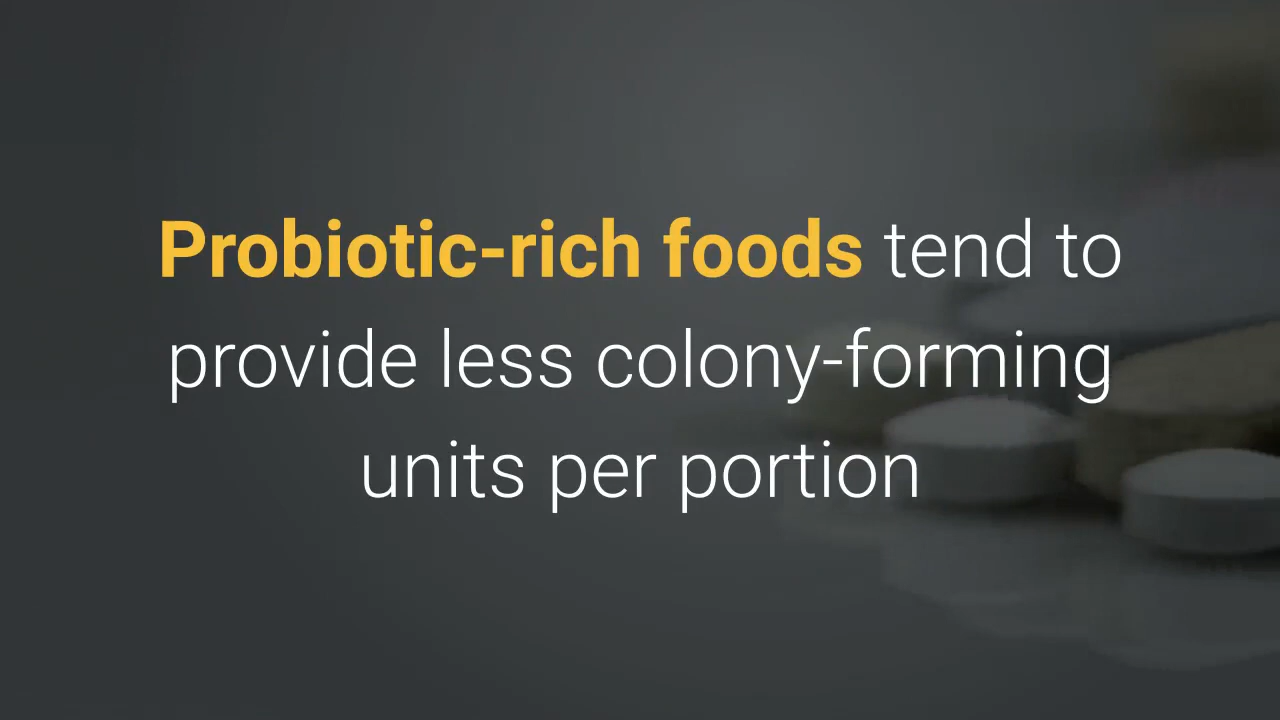 Probiotic-rich foods tend to
provide less colony-forming
units per portion